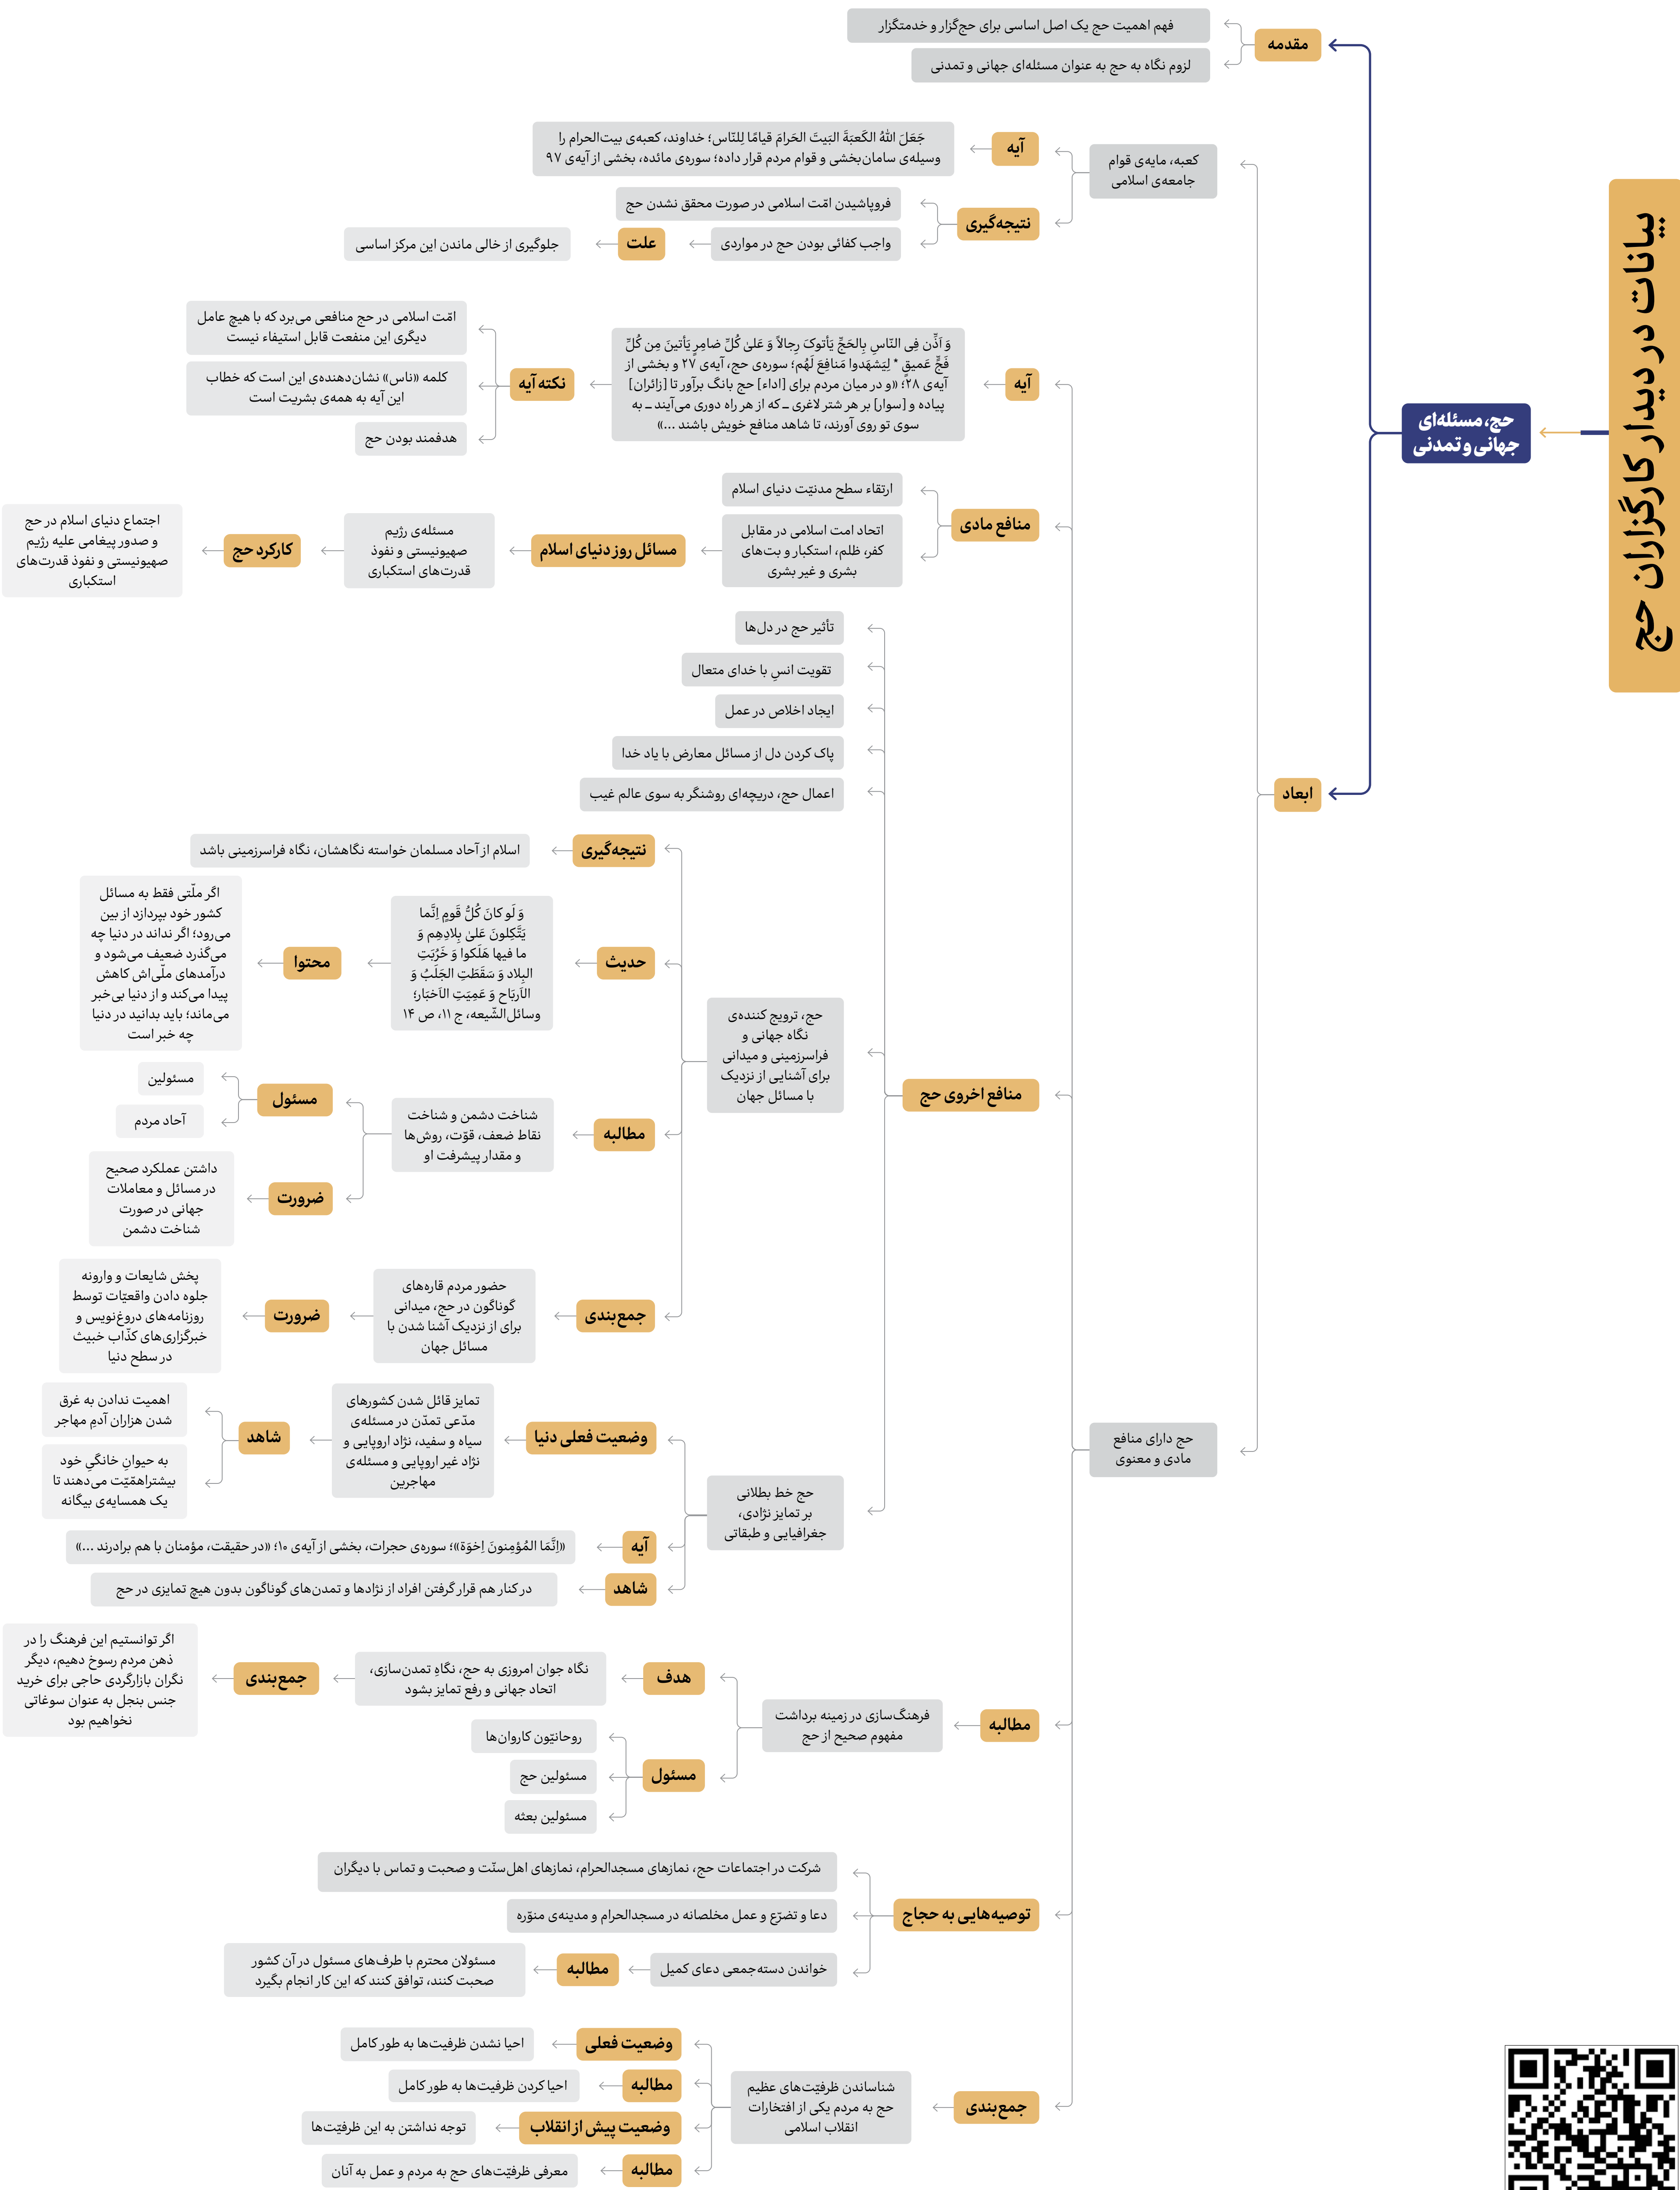 بیانات در دیدار کارگزاران حج
حج، مسئله‌ای
جهانی و تمدنی
مقدمه
فهم اهمیت حج یک اصل اساسی برای حج‌گزار و خدمتگزار
لزوم نگاه به حج به عنوان مسئله‌ای جهانی و تمدنی
ابعاد
کعبه، مایه‌ی قوام
جامعه‌ی اسلامی
آیه
جَعَلَ اللهُ الکَعبَةَ البَیتَ الحَرامَ قیامًا لِلنّاس؛ خداوند، کعبه‌ی بیت‌الحرام را
وسیله‌ی سامان‌بخشی و قوام مردم قرار داده؛ سوره‌ی مائده، بخشی از آیه‌ی ۹۷
نتیجه‌گیری
فروپاشیدن امّت اسلامی در صورت محقق نشدن حج
واجب کفائی بودن حج در مواردی
علت
جلوگیری از خالی ماندن این مرکز اساسی
حج دارای منافع
مادی و معنوی
آیه
وَ اَذِّن فِی النّاسِ بِالحَجِّ یَأتوکَ رِجالاً وَ عَلیٰ کُلِّ ضامِرٍ یَأتینَ مِن کُلِّ
فَجٍّ عَمیقٍ * لِیَشهَدوا مَنافِعَ لَهُم؛ سوره‌ی حج، آیه‌ی ۲۷ و بخشی از
آیه‌ی ۲۸؛ «و در میان مردم برای [اداء] حج بانگ برآور تا [زائران]
پیاده و [سوار] بر هر شتر لاغری ــ که از هر راه دوری می‌آیند ــ به
سوی تو روی آورند، تا شاهد منافع خویش باشند ...»
نکته آیه
امّت اسلامی در حج منافعی می‌برد که با هیچ عامل
دیگری این منفعت قابل استیفاء نیست
کلمه «ناس» نشان‌دهنده‌ی این است که خطاب
این آیه به همه‌ی بشریت است
هدفمند بودن حج
منافع مادی
ارتقاء سطح مدنیّت دنیای اسلام
اتحاد امت اسلامی در مقابل
کفر، ظلم، استکبار و بت‌های
بشری و غیر بشری
مسائل روز دنیای اسلام
مسئله‌ی رژیم
صهیونیستی و نفوذ
قدرت‌های استکباری
کارکرد حج
اجتماع دنیای اسلام در حج
و صدور پیغامی علیه رژیم
صهیونیستی و نفوذ قدرت‌های
استکباری
منافع اخروی حج
تأثیر حج در دل‌ها
تقویت انسِ با خدای متعال
ایجاد اخلاص در عمل
پاک کردن دل از مسائل معارض با یاد خدا
اعمال حج، دریچه‌ای روشنگر به سوی عالم غیب
حج، ترویج کننده‌ی
نگاه جهانی و
فراسرزمینی و میدانی
برای آشنایی از نزدیک
با مسائل جهان
نتیجه‌گیری
اسلام از آحاد مسلمان خواسته نگاهشان، نگاه فراسرزمینی باشد
حدیث
وَ لَو کانَ کُلُّ قَومٍ اِنَّما
یَتَّکِلونَ عَلیٰ بِلادِهِم وَ
ما فیها هَلَکوا وَ خَرُبَتِ
البِلاد وَ سَقَطَتِ الجَلَبُ وَ
الاَرباح وَ عَمِیَتِ الاَخبَار؛
وسائل‌الشّیعه، ج ۱۱، ص ۱۴
محتوا
اگر ملّتی فقط به مسائل
کشور خود بپردازد از بین
می‌رود؛ اگر نداند در دنیا چه
می‌گذرد ضعیف می‌شود و
درآمدهای ملّی‌اش کاهش
پیدا می‌کند و از دنیا بی‌خبر
می‌ماند؛ باید بدانید در دنیا
چه خبر است
مطالبه
شناخت دشمن و شناخت
نقاط ضعف، قوّت، روش‌ها
و مقدار پیشرفت او
مسئول
مسئولین
آحاد مردم
ضرورت
داشتن عملکرد صحیح
در مسائل و معاملات
جهانی در صورت
شناخت دشمن
جمع‌بندی
حضور مردم قاره‌های
گوناگون در حج، میدانی
برای از نزدیک آشنا شدن با
مسائل جهان
ضرورت
پخش شایعات و وارونه
جلوه دادن واقعیّات توسط
روزنامه‌های دروغ‌نویس و
خبرگزاری‌های کذّاب خبیث
در سطح دنیا
حج خط بطلانی
بر تمایز نژادی،
جغرافیایی و طبقاتی
وضعیت فعلی دنیا
تمایز قائل شدن کشورهای
مدّعی تمدّن در مسئله‌ی
سیاه و سفید، نژاد اروپایی و
نژاد غیر اروپایی و مسئله‌ی
مهاجرین
شاهد
اهمیت ندادن به غرق
شدن هزاران آدمِ مهاجر
به حیوانِ خانگیِ خود
بیشتراهمّیّت می‌دهند تا
یک همسایه‌ی بیگانه
آیه
«اِنَّمَا المُؤمِنونَ اِخوَة»؛ سوره‌ی حجرات، بخشی از آیه‌ی ۱۰؛ «در حقیقت، مؤمنان با هم برادرند ...»
شاهد
در کنار هم قرار گرفتن افراد از نژادها و تمدن‌های گوناگون بدون هیچ تمایزی در حج
مطالبه
فرهنگ‌سازی در زمینه برداشت
مفهوم صحیح از حج
هدف
نگاه جوان امروزی به حج، نگاهِ تمدن‌سازی،
اتحاد جهانی و رفع تمایز بشود
جمع‌بندی
اگر توانستیم این فرهنگ را در
ذهن مردم رسوخ دهیم، دیگر
نگران بازارگردی حاجی برای خرید
جنس بنجل به عنوان سوغاتی
نخواهیم بود
مسئول
روحانیّون کاروان‌ها
مسئولین حج
مسئولین بعثه
توصیه‌هایی به حجاج
شرکت در اجتماعات حج، نمازهای مسجدالحرام، نمازهای اهل‌سنّت و صحبت و تماس با دیگران
دعا و تضرّع و عمل مخلصانه در مسجدالحرام و مدینه‌ی منوّره
خواندن دسته‌جمعی دعای کمیل
مطالبه
مسئولان محترم با طرف‌های مسئول در آن کشور
صحبت کنند، توافق کنند که این کار انجام بگیرد
جمع‌بندی
شناساندن ظرفیّت‌های عظیم
حج به مردم یکی از افتخارات
انقلاب اسلامی
وضعیت فعلی
احیا نشدن ظرفیت‌ها به طور کامل
مطالبه
احیا کردن ظرفیت‌ها به طور کامل
وضعیت پیش از انقلاب
توجه نداشتن به این ظرفیّت‌ها
مطالبه
معرفی ظرفیّت‌های حج به مردم و عمل به آنان